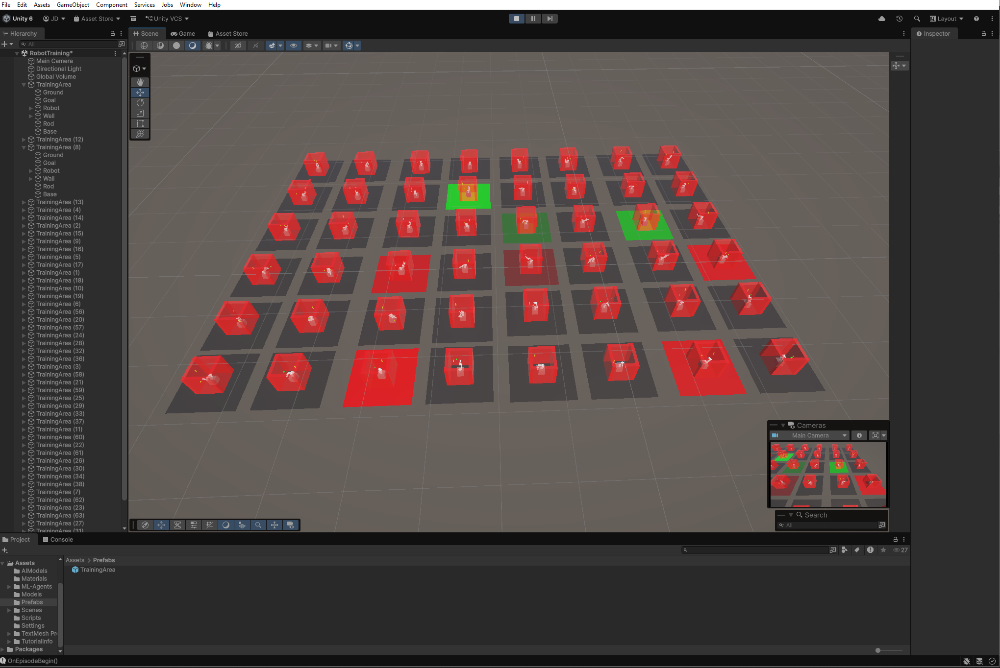 File Edit Assets GameObject Component Services Jobs Window Help
Unity 6 JD Asset Store Unity VCS Layout
Hierarchy
All
RobotTraining*
Main Camera
Directional Light
Global Volume
TrainingArea
Ground
Goal
Robot
Wall
Rod
Base
TrainingArea (12)
TrainingArea (8)
Ground
Goal
Robot
Wall
Rod
Base
TrainingArea (13)
TrainingArea (4)
TrainingArea (14)
TrainingArea (2)
TrainingArea (15)
TrainingArea (9)
TrainingArea (16)
TrainingArea (5)
TrainingArea (17)
TrainingArea (1)
TrainingArea (18)
TrainingArea (10)
TrainingArea (19)
TrainingArea (6)
TrainingArea (56)
TrainingArea (20)
TrainingArea (57)
TrainingArea (24)
TrainingArea (28)
TrainingArea (32)
TrainingArea (36)
TrainingArea (3)
TrainingArea (58)
TrainingArea (21)
TrainingArea (59)
TrainingArea (25)
TrainingArea (29)
TrainingArea (33)
TrainingArea (37)
TrainingArea (11)
TrainingArea (60)
TrainingArea (22)
TrainingArea (61)
TrainingArea (26)
TrainingArea (30)
TrainingArea (34)
TrainingArea (38)
TrainingArea (7)
TrainingArea (62)
TrainingArea (23)
TrainingArea (63)
TrainingArea (27)
TrainingArea (31)
Scene Game Asset Store
2D
Cameras
Main Camera
Search
All
Inspector
Project Console
27
Assets
AIModels
Materials
ML-Agents
Models
Prefabs
Scenes
Scripts
Settings
TextMesh Pr
TutorialInfo
Packages
Assets > Prefabs
TrainingArea
OnEpisodeBegin()